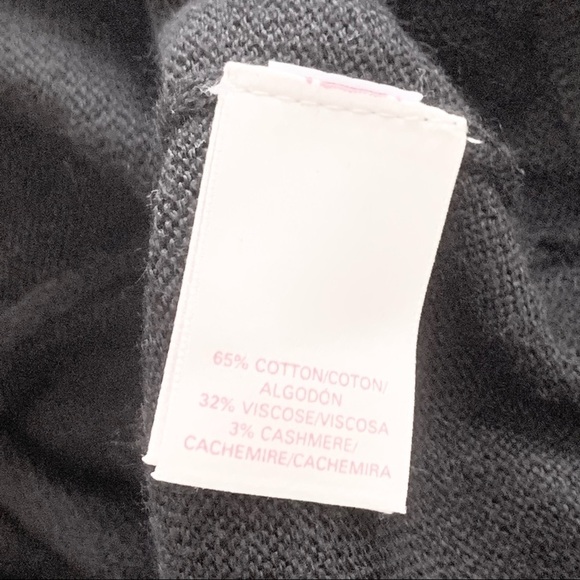 65% COTTON/COTON/
ALGODÓN
32% VISCOSE/VISCOSA
3% CASHMERE/
CACHEMIRE/CACHEMIRA